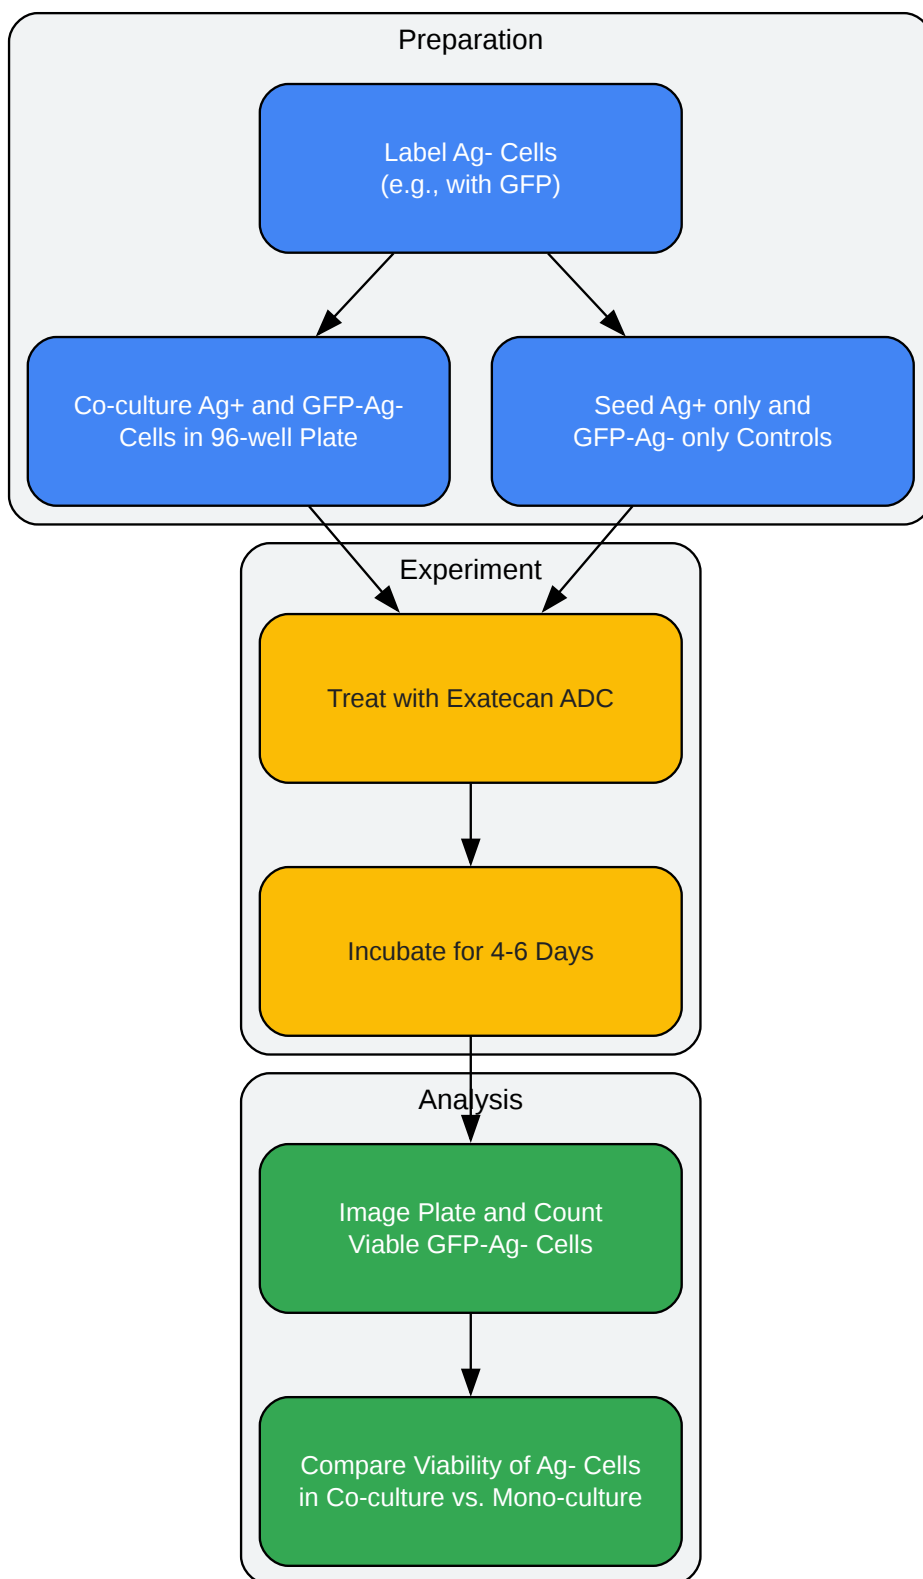 Preparation
Label Ag- Cells
(e.g., with GFP)
Co-culture Ag+ and GFP-Ag-
Cells in 96-well Plate
Seed Ag+ only and
GFP-Ag- only Controls
Experiment
Treat with Exatecan ADC
Incubate for 4-6 Days
Analysis
Image Plate and Count
Viable GFP-Ag- Cells
Compare Viability of Ag- Cells
in Co-culture vs. Mono-culture